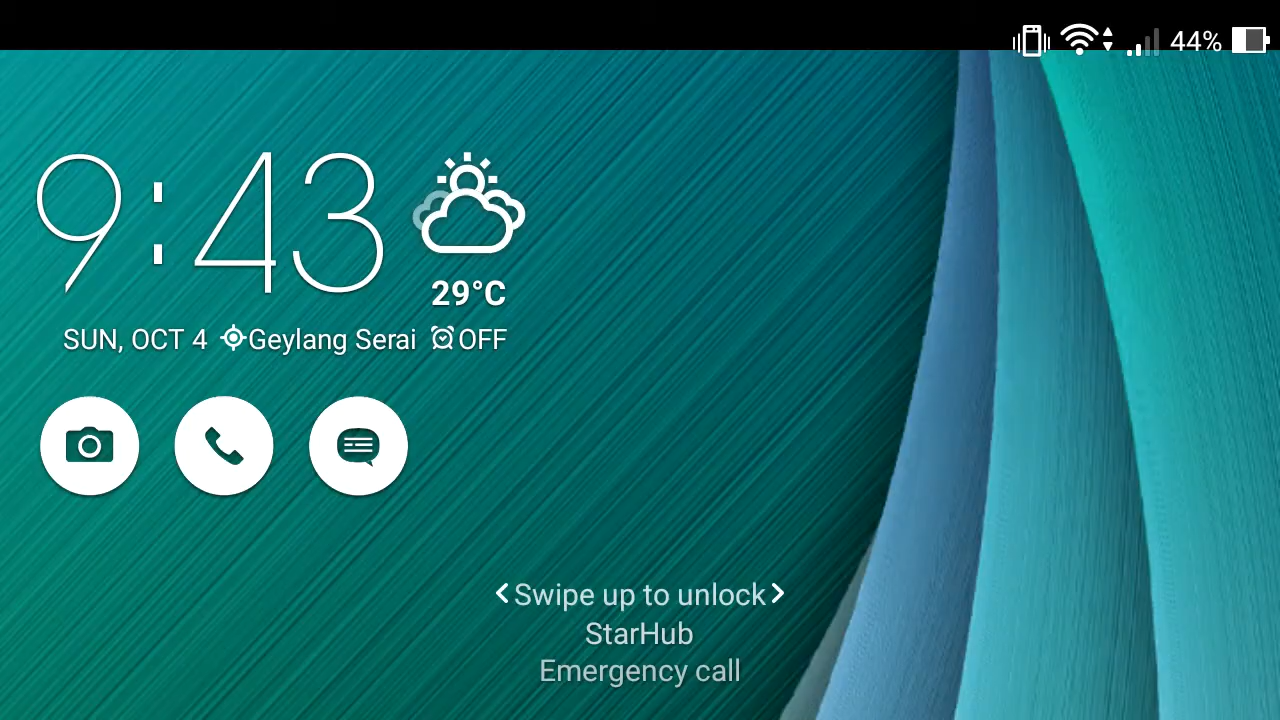 44%
9:43
29°C
SUN, OCT 4 Geylang Serai OFF
Swipe up to unlock
StarHub
Emergency call